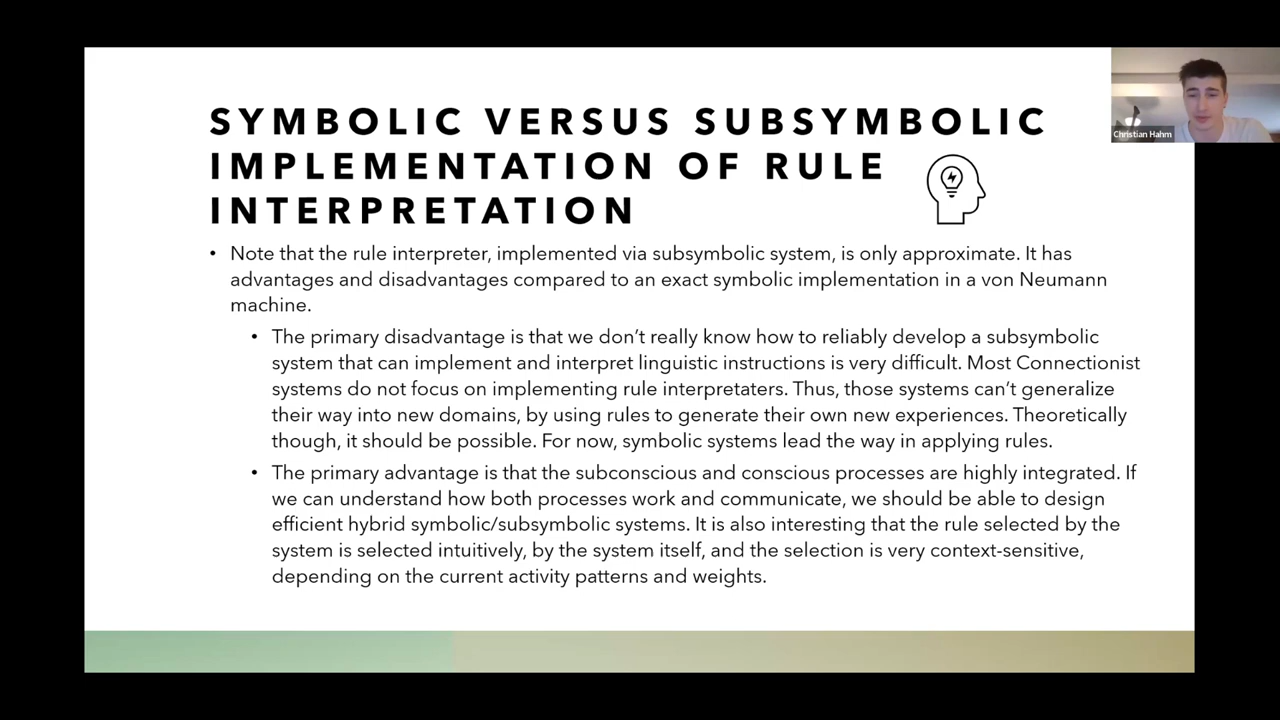 SYMBOLIC VERSUS SUBSYMBOLIC
IMPLEMENTATION OF RULE
INTERPRETATION
Christian Hahm
• Note that the rule interpreter, implemented via subsymbolic system, is only approximate. It has
advantages and disadvantages compared to an exact symbolic implementation in a von Neumann
machine.
• The primary disadvantage is that we don't really know how to reliably develop a subsymbolic
system that can implement and interpret linguistic instructions is very difficult. Most Connectionist
systems do not focus on implementing rule interpretaters. Thus, those systems can't generalize
their way into new domains, by using rules to generate their own new experiences. Theoretically
though, it should be possible. For now, symbolic systems lead the way in applying rules.
• The primary advantage is that the subconscious and conscious processes are highly integrated. If
we can understand how both processes work and communicate, we should be able to design
efficient hybrid symbolic/subsymbolic systems. It is also interesting that the rule selected by the
system is selected intuitively, by the system itself, and the selection is very context-sensitive,
depending on the current activity patterns and weights.